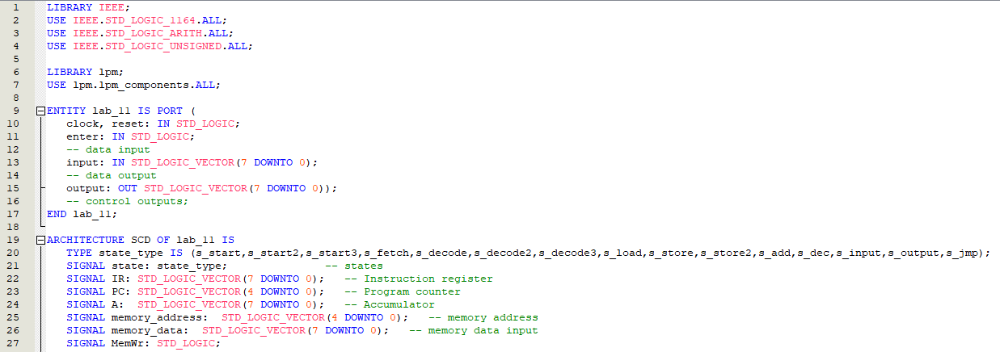 1 LIBRARY IEEE;
2 USE IEEE.STD_LOGIC_1164.ALL;
3 USE IEEE.STD_LOGIC_ARITH.ALL;
4 USE IEEE.STD_LOGIC_UNSIGNED.ALL;
5
6 LIBRARY lpm;
7 USE lpm.lpm_components.ALL;
8
9 ENTITY lab_11 IS PORT (
10 clock, reset: IN STD_LOGIC;
11 enter: IN STD_LOGIC;
12 -- data input
13 input: IN STD_LOGIC_VECTOR(7 DOWNTO 0);
14 -- data output
15 output: OUT STD_LOGIC_VECTOR(7 DOWNTO 0));
16 -- control outputs;
17 END lab_11;
18
19 ARCHITECTURE SCD OF lab_11 IS
20 TYPE state_type IS (s_start,s_start2,s_start3,s_fetch,s_decode,s_decode2,s_decode3,s_load,s_store,s_store2,s_add,s_dec,s_input,s_output,s_jmp);
21 SIGNAL state: state_type; -- states
22 SIGNAL IR: STD_LOGIC_VECTOR(7 DOWNTO 0); -- Instruction register
23 SIGNAL PC: STD_LOGIC_VECTOR(4 DOWNTO 0); -- Program counter
24 SIGNAL A: STD_LOGIC_VECTOR(7 DOWNTO 0); -- Accumulator
25 SIGNAL memory_address: STD_LOGIC_VECTOR(4 DOWNTO 0); -- memory address
26 SIGNAL memory_data: STD_LOGIC_VECTOR(7 DOWNTO 0); -- memory data input
27 SIGNAL MemWr: STD_LOGIC;